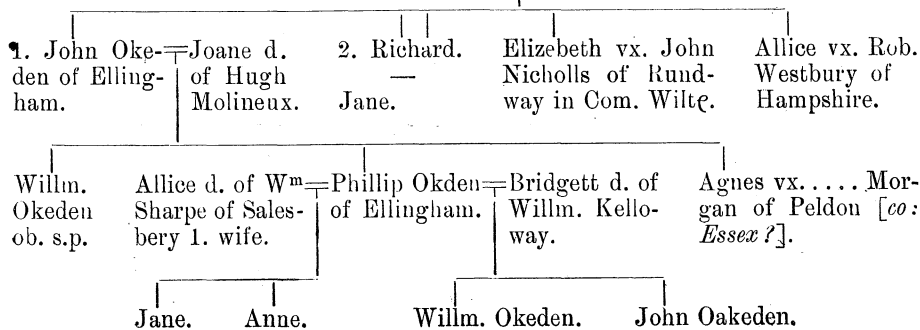 1. John Oke-
den of Elling-
ham.
Joane d.
of Hugh
Molineux.
2. Richard.
—
Jane.
Elizebeth vx. John
Nicholls of Rund-
way in Com. Wilte.
Allice vx. Rob.
Westbury of
Hampshire.
Willm.
Okeden
ob. s.p.
Allice d. of Wᵐ
Sharpe of Sales-
bery 1. wife.
Phillip Okden
of Ellingham.
Bridgett d. of
Willm. Kello-
way.
Agnes vx. . . . . . Mor-
gan of Peldon [co:
Essex ?].
Jane.
Anne.
Willm. Okeden.
John Oakeden.